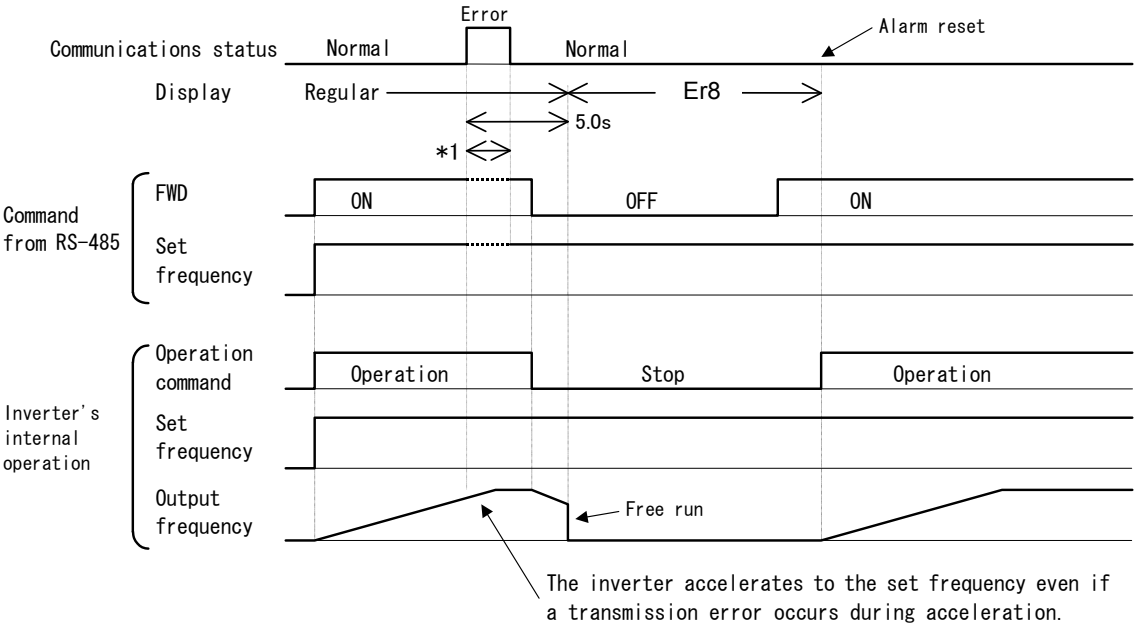 Error
Alarm reset
Communications status
Normal
Normal
Display
Regular
Er8
5.0s
*1
Command
from RS-485
FWD
ON
OFF
ON
Set
frequency
Inverter's
internal
operation
Operation
command
Operation
Stop
Operation
Set
frequency
Output
frequency
Free run
The inverter accelerates to the set frequency even if
a transmission error occurs during acceleration.